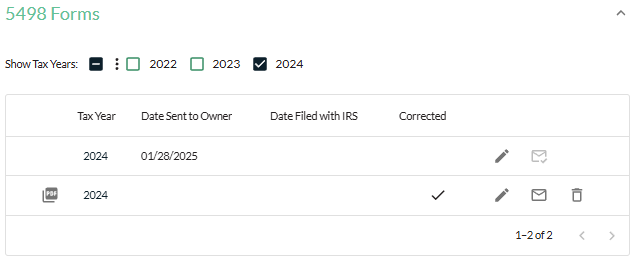 5498 Forms
Show Tax Years: 2022 2023 2024
Tax Year Date Sent to Owner Date Filed with IRS Corrected
2024 01/28/2025
PDF 2024
1–2 of 2